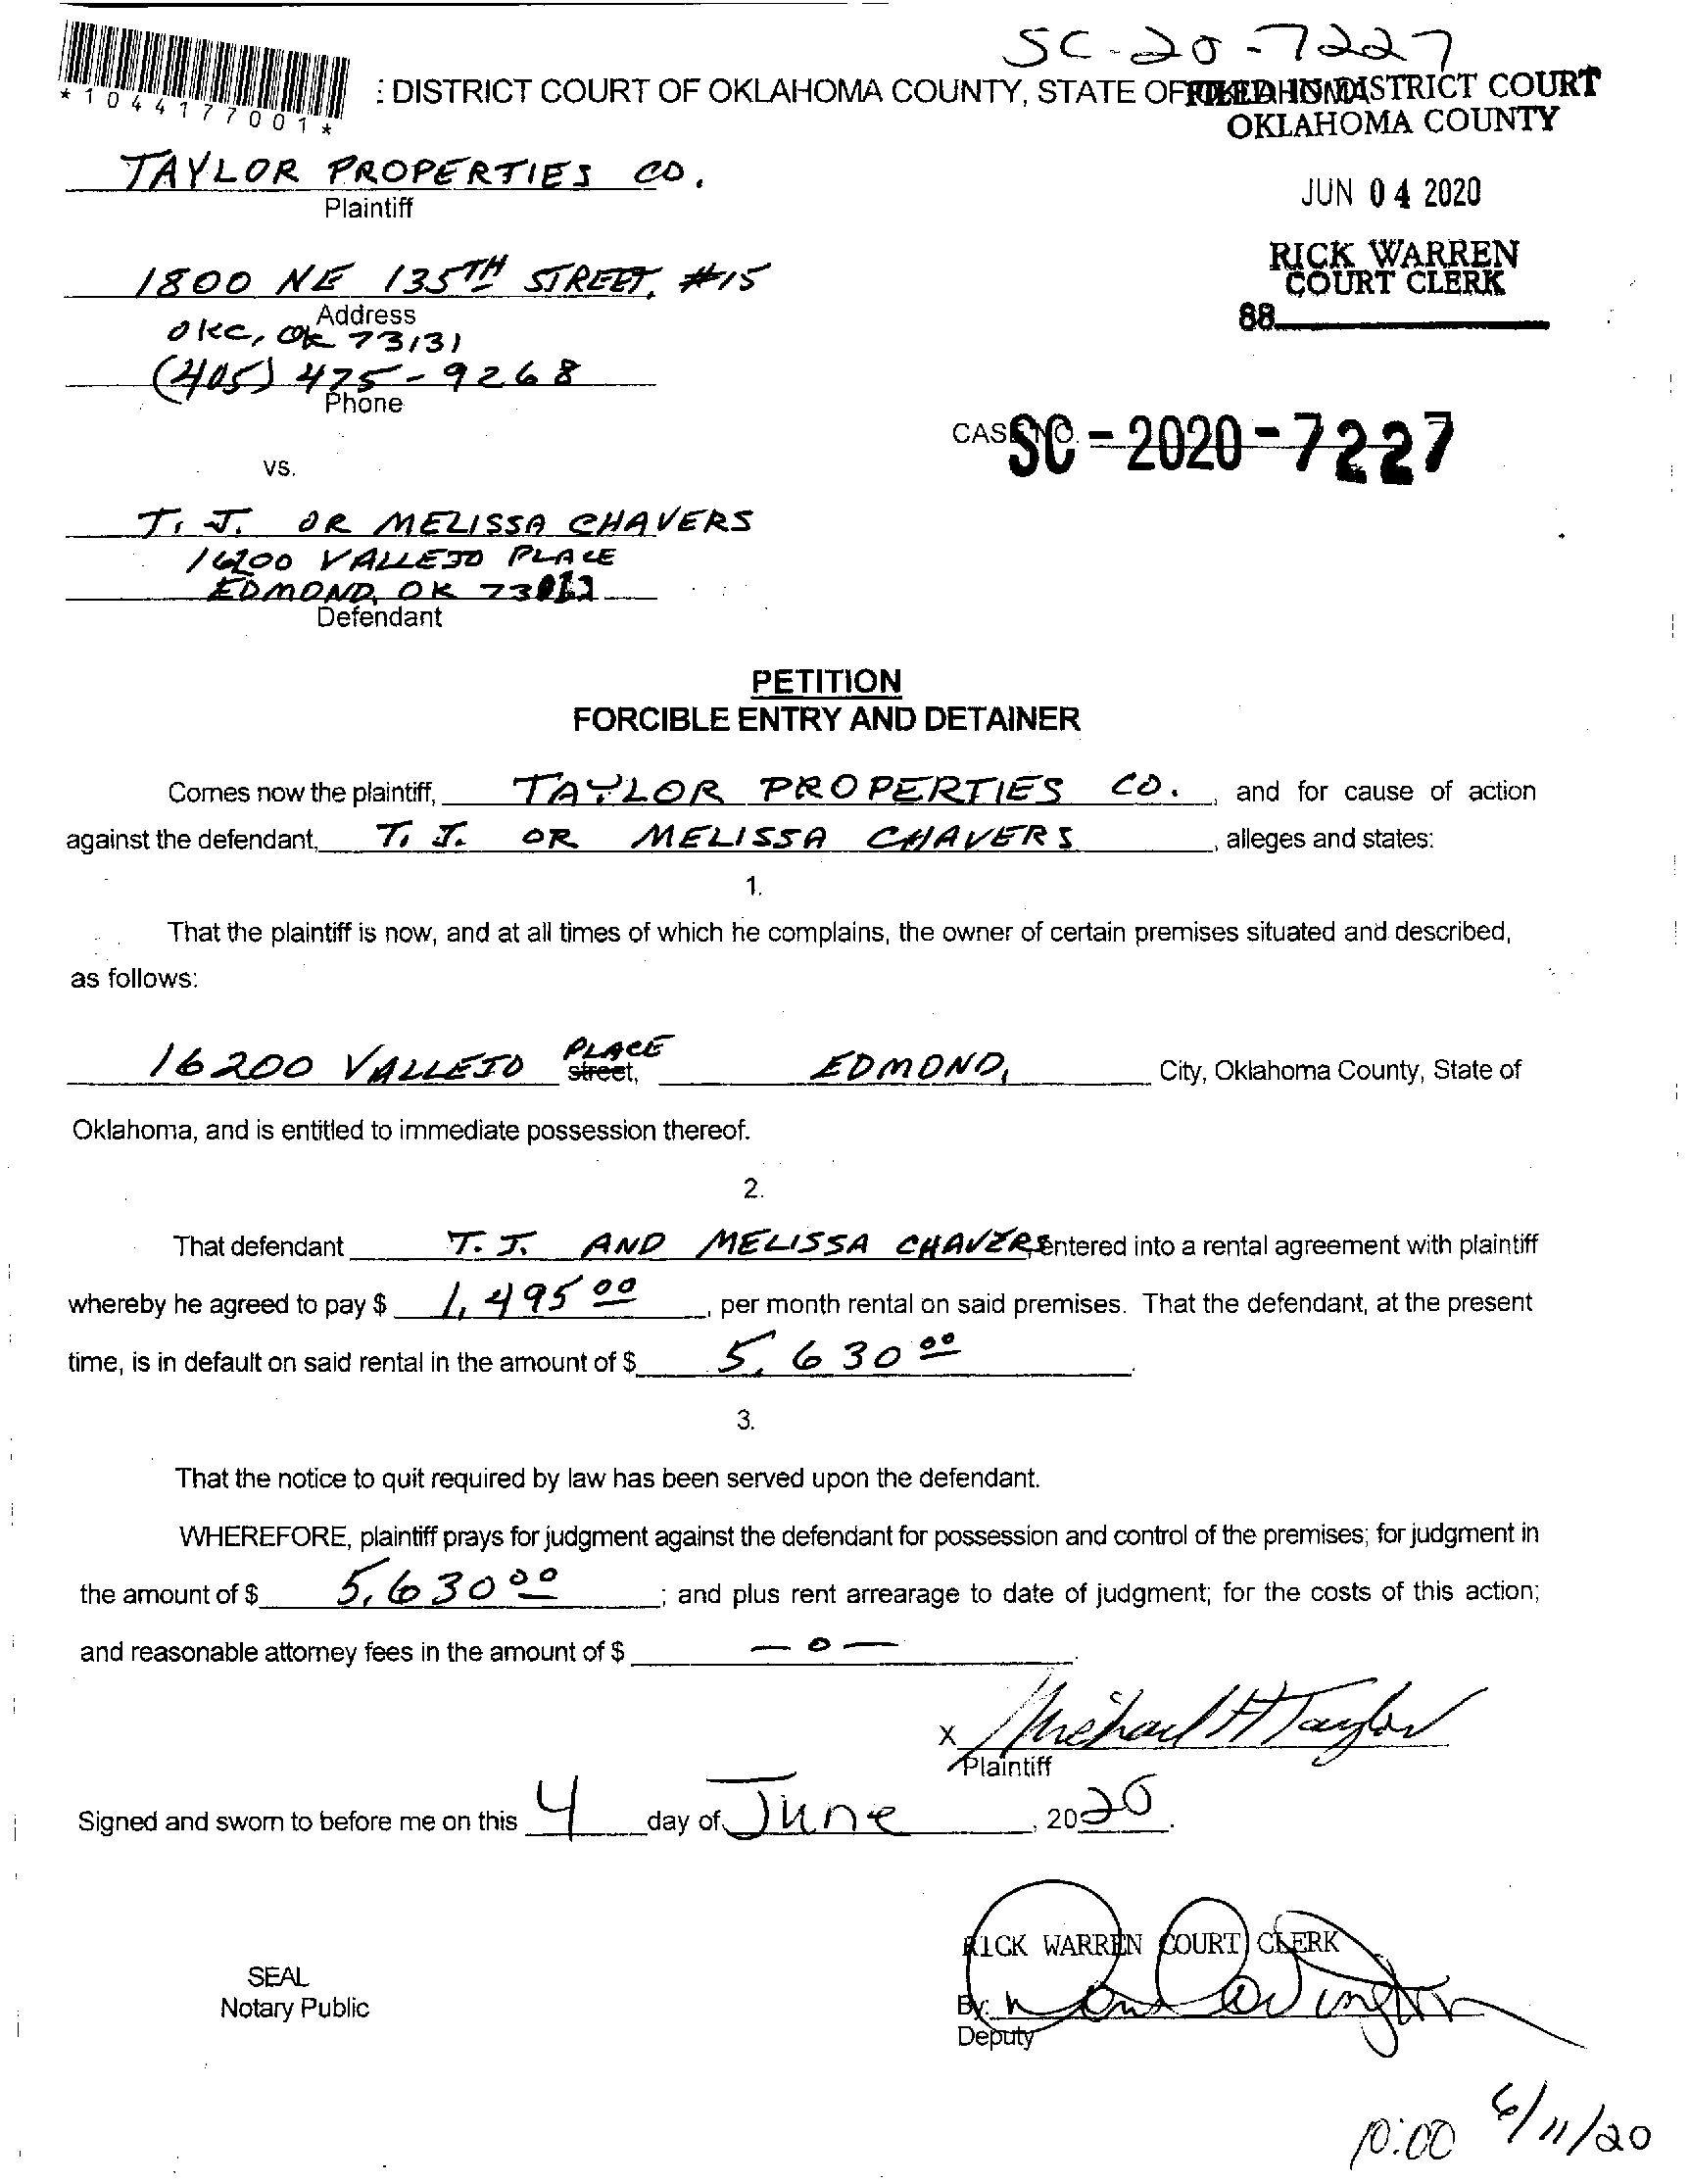 SC-20-7227
*1044177001*
: DISTRICT COURT OF OKLAHOMA COUNTY, STATE OF OKLAHOMA
FILED IN DISTRICT COURT
OKLAHOMA COUNTY
TAYLOR PROPERTIES CO.
Plaintiff
JUN 04 2020
RICK WARREN
COURT CLERK
88
1800 NE 135TH STREET, #15
Address
OKC, OK 73131
(405) 475-9268
Phone
CASE NO. SC-2020-7227
vs.
T. J. OR MELISSA CHAVERS
16200 VALLEJO PLACE
EDMOND, OK
Defendant
PETITION
FORCIBLE ENTRY AND DETAINER
Comes now the plaintiff, TAYLOR PROPERTIES CO. , and for cause of action
against the defendant, T. J. OR MELISSA CHAVERS , alleges and states:
1.
That the plaintiff is now, and at all times of which he complains, the owner of certain premises situated and described,
as follows:
16200 VALLEJO PLACE street, EDMOND, City, Oklahoma County, State of
Oklahoma, and is entitled to immediate possession thereof.
2.
That defendant T. J. AND MELISSA CHAVERS entered into a rental agreement with plaintiff
whereby he agreed to pay $ 1,495 00 , per month rental on said premises. That the defendant, at the present
time, is in default on said rental in the amount of $ 5,630 00 .
3.
That the notice to quit required by law has been served upon the defendant.
WHEREFORE, plaintiff prays for judgment against the defendant for possession and control of the premises; for judgment in
the amount of $ 5,630 00 ; and plus rent arrearage to date of judgment; for the costs of this action;
and reasonable attorney fees in the amount of $ -0- .
X Michael H Taylor
Plaintiff
Signed and sworn to before me on this 4 day of June , 2020 .
RICK WARREN COURT CLERK
SEAL
Notary Public
By:
Deputy
10:00 6/11/20